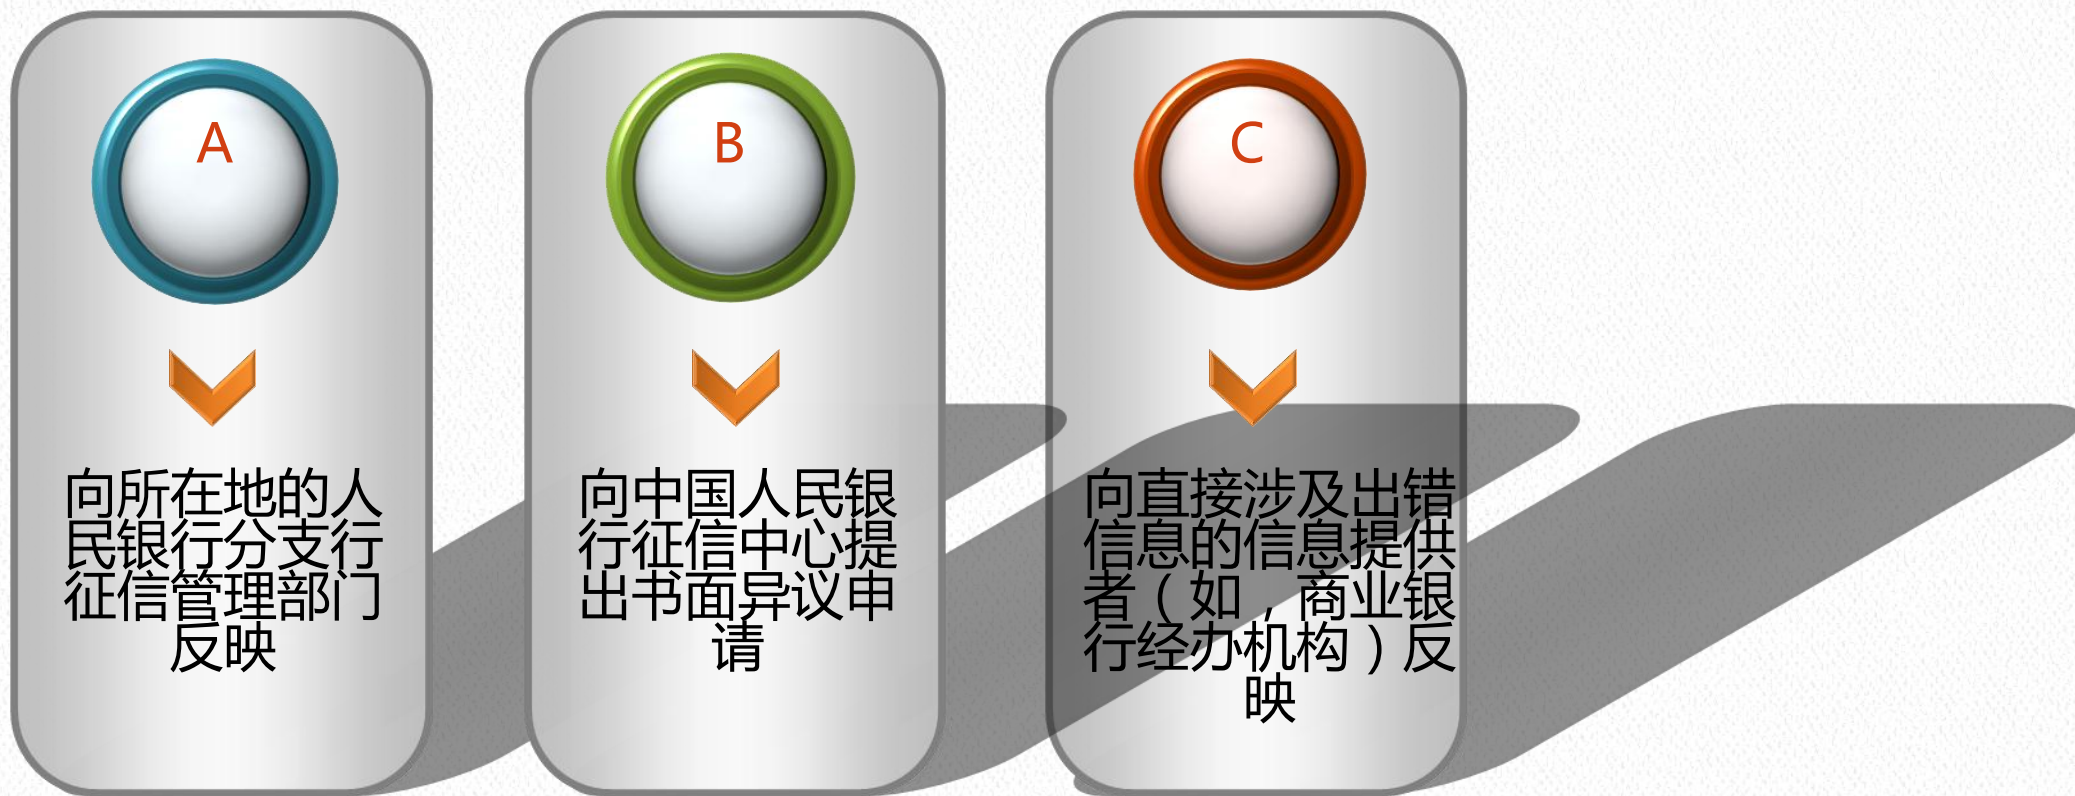 A
向所在地的人
民银行分支行
征信管理部门
反映
B
向中国人民银
行征信中心提
出书面异议申
请
C
向直接涉及出错
信息的信息提供
者（如，商业银
行经办机构）反
映